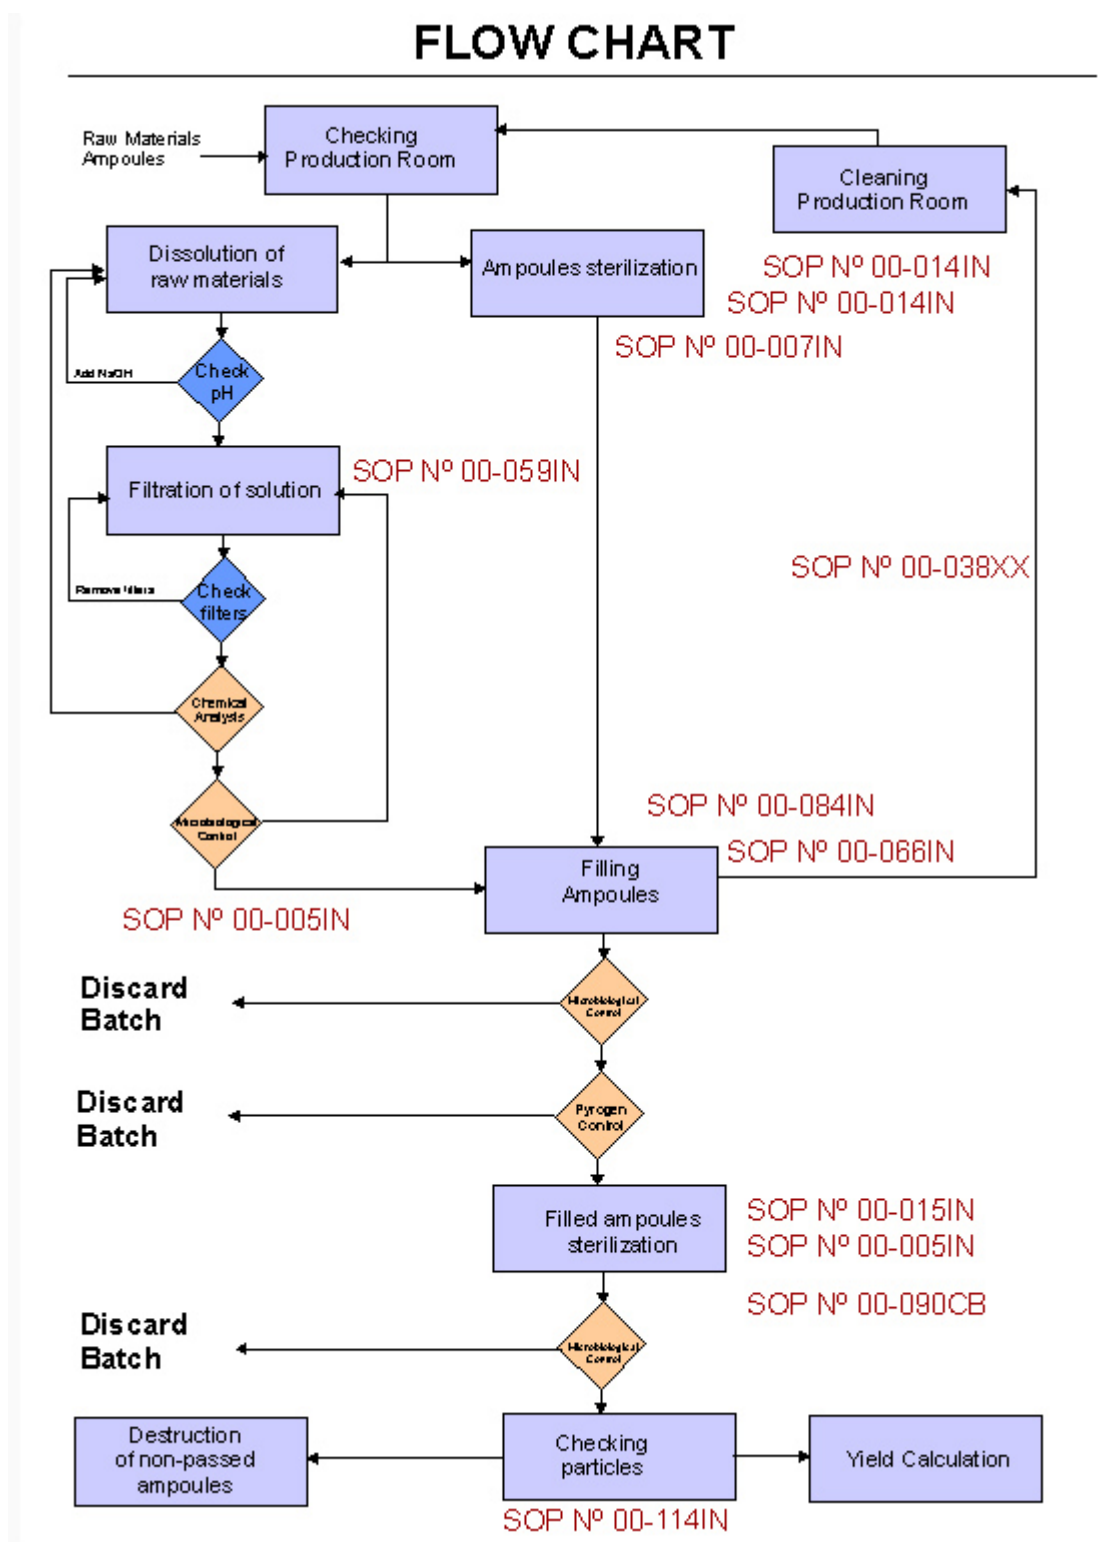 FLOW CHART
Raw Materials
Ampoules
Checking
Production Room
Cleaning
Production Room
Dissolution of
raw materials
Ampoules sterilization
SOP Nº 00-014IN
SOP Nº 00-014IN
SOP Nº 00-007IN
Add NaOH
Check
pH
Filtration of solution
SOP Nº 00-059IN
SOP Nº 00-038XX
Remove filters
Check
filters
Chemical
Analysis
Microbiological
Control
SOP Nº 00-084IN
SOP Nº 00-066IN
Filling
Ampoules
SOP Nº 00-005IN
Discard
Batch
Microbiological
Control
Discard
Batch
Pyrogen
Control
Filled ampoules
sterilization
SOP Nº 00-015IN
SOP Nº 00-005IN
SOP Nº 00-090CB
Discard
Batch
Microbiological
Control
Destruction
of non-passed
ampoules
Checking
particles
Yield Calculation
SOP Nº 00-114IN